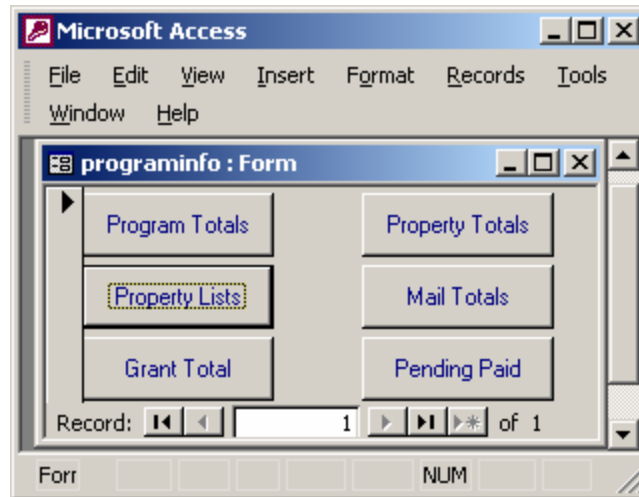 Microsoft Access
File Edit View Insert Format Records Tools
Window Help
programinfo : Form
Program Totals Property Totals
Property Lists Mail Totals
Grant Total Pending Paid
Record: 1 of 1
Forr NUM